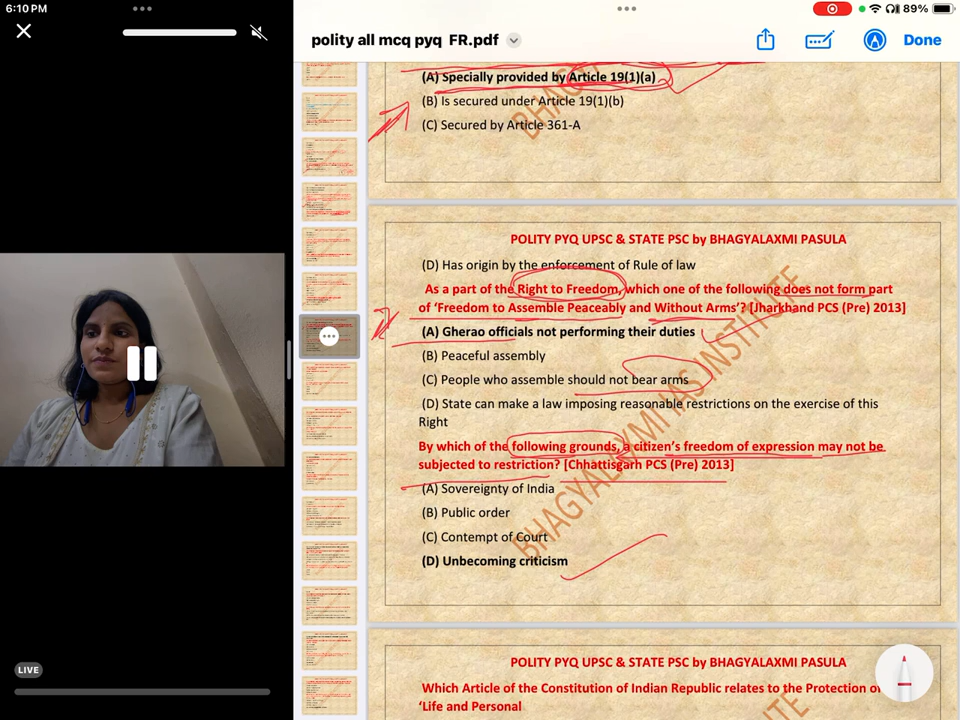 6:10 PM
89%
polity all mcq pyq FR.pdf
Done
(A) Specially provided by Article 19(1)(a)
(B) Is secured under Article 19(1)(b)
(C) Secured by Article 361-A
POLITY PYQ UPSC & STATE PSC by BHAGYALAXMI PASULA
(D) Has origin by the enforcement of Rule of law
As a part of the Right to Freedom, which one of the following does not form part
of ‘Freedom to Assemble Peaceably and Without Arms’? [Jharkhand PCS (Pre) 2013]
(A) Gherao officials not performing their duties
(B) Peaceful assembly
(C) People who assemble should not bear arms
(D) State can make a law imposing reasonable restrictions on the exercise of this
Right
By which of the following grounds, a citizen’s freedom of expression may not be
subjected to restriction? [Chhattisgarh PCS (Pre) 2013]
(A) Sovereignty of India
(B) Public order
(C) Contempt of Court
(D) Unbecoming criticism
BHAGYALAXMI IAS INSTITUTE
LIVE
POLITY PYQ UPSC & STATE PSC by BHAGYALAXMI PASULA
Which Article of the Constitution of Indian Republic relates to the Protection
‘Life and Personal